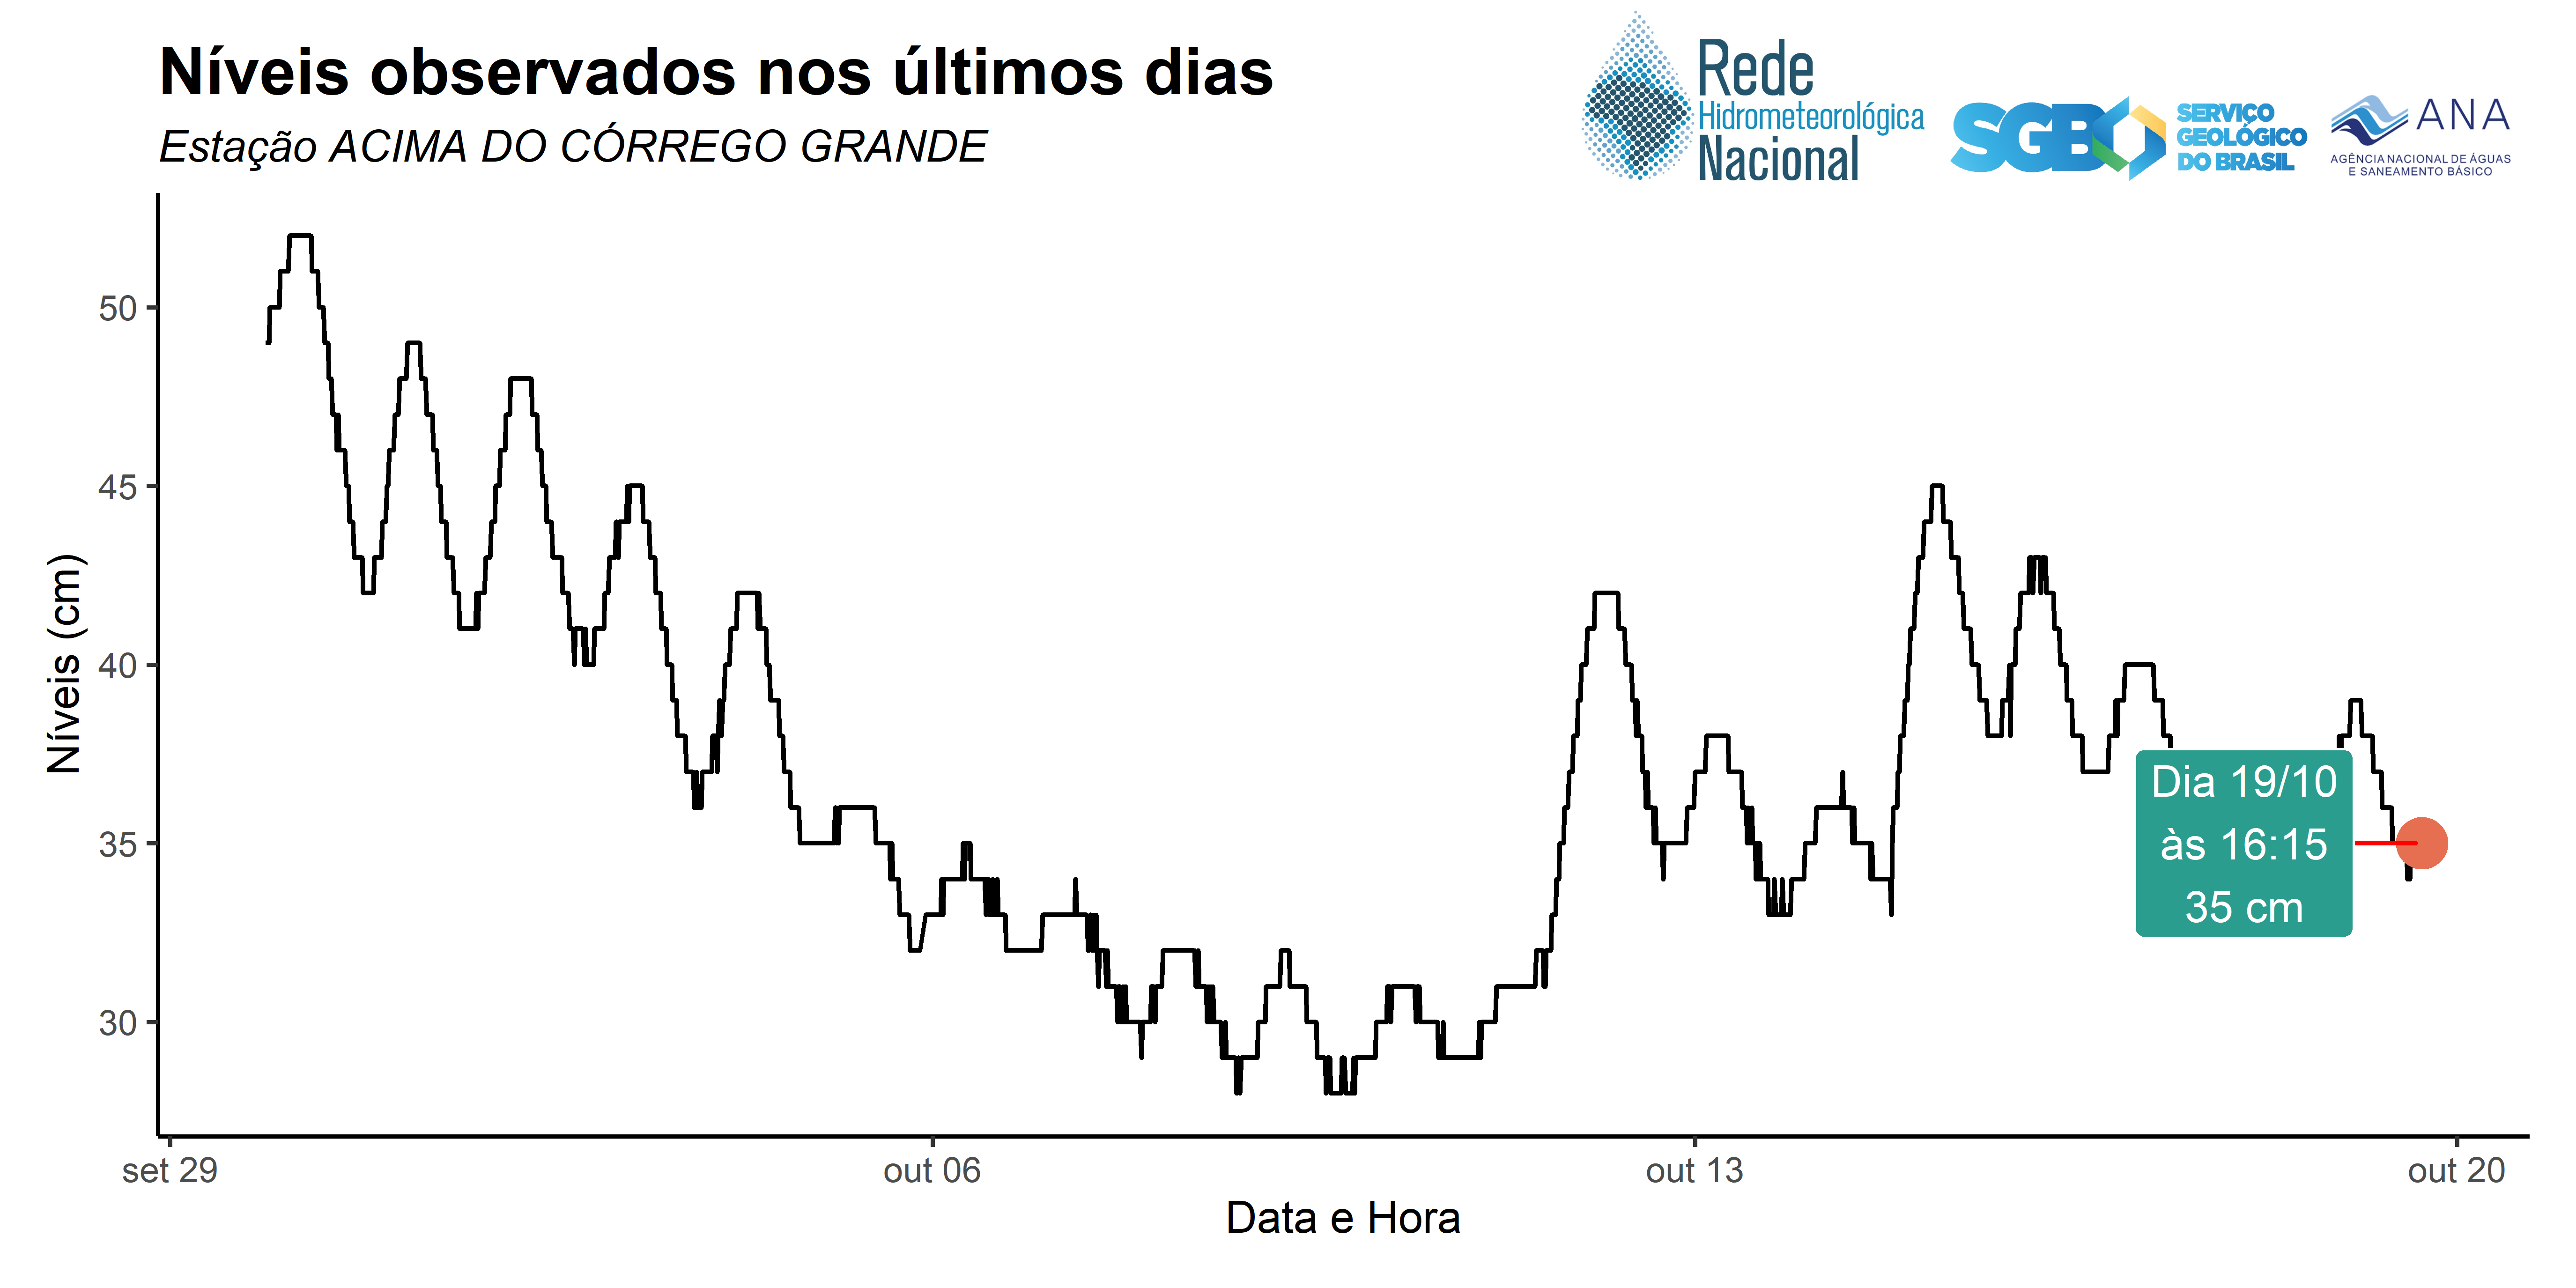 Níveis observados nos últimos dias
Estação ACIMA DO CÓRREGO GRANDE
Rede
Hidrometeorológica
Nacional
SGB
SERVIÇO
GEOLÓGICO
DO BRASIL
ANA
AGÊNCIA NACIONAL DE ÁGUAS
E SANEAMENTO BÁSICO
Níveis (cm)
50
45
40
35
30
Dia 19/10
às 16:15
35 cm
set 29
out 06
out 13
out 20
Data e Hora